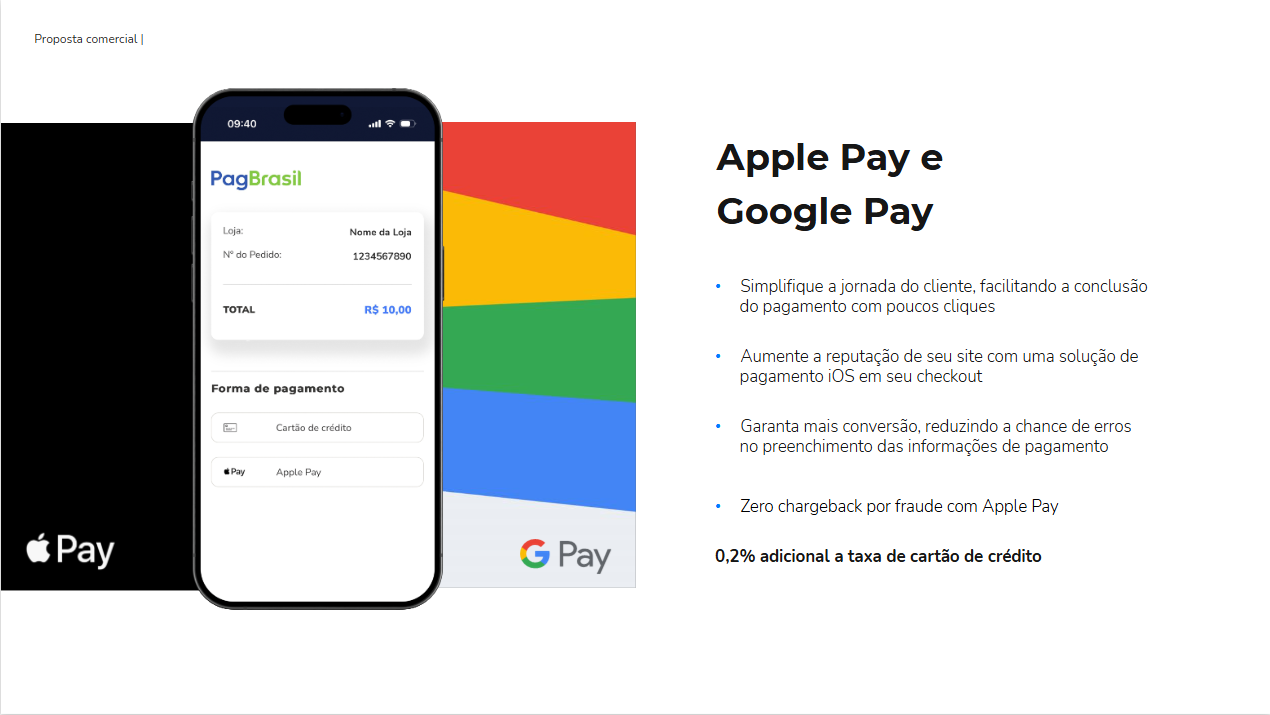 Proposta comercial |
09:40
PagBrasil
Loja: Nome da Loja
Nº do Pedido: 1234567890
TOTAL R$ 10,00
Forma de pagamento
Cartão de crédito
Pay Apple Pay
Pay
G Pay
Apple Pay e
Google Pay
• Simplifique a jornada do cliente, facilitando a conclusão
do pagamento com poucos cliques
• Aumente a reputação de seu site com uma solução de
pagamento iOS em seu checkout
• Garanta mais conversão, reduzindo a chance de erros
no preenchimento das informações de pagamento
• Zero chargeback por fraude com Apple Pay
0,2% adicional a taxa de cartão de crédito